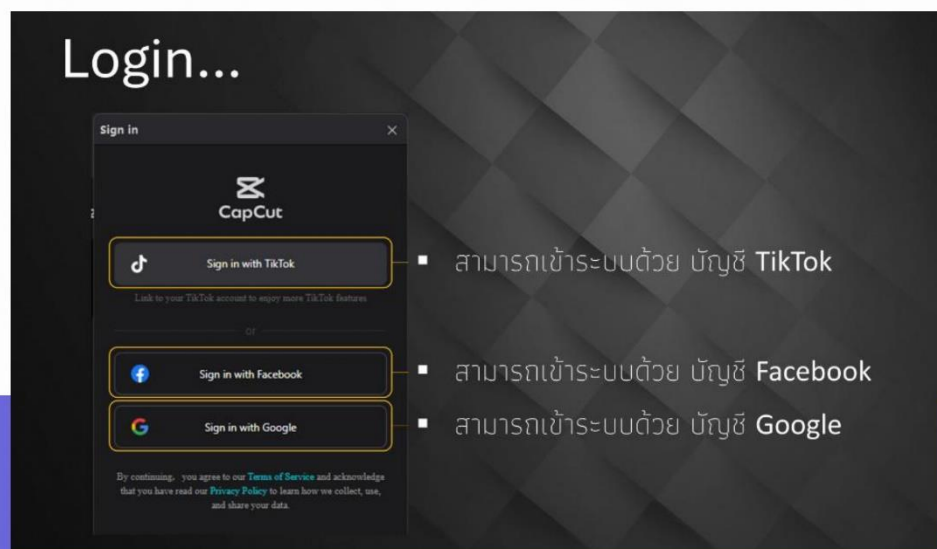 Login...
Sign in
CapCut
Sign in with TikTok
Link to your TikTok account to enjoy more TikTok features
or
Sign in with Facebook
Sign in with Google
By continuing, you agree to our Terms of Service and acknowledge
that you have read our Privacy Policy to learn how we collect, use,
and share your data.
สามารถเข้าระบบด้วย บัญชี TikTok
สามารถเข้าระบบด้วย บัญชี Facebook
สามารถเข้าระบบด้วย บัญชี Google